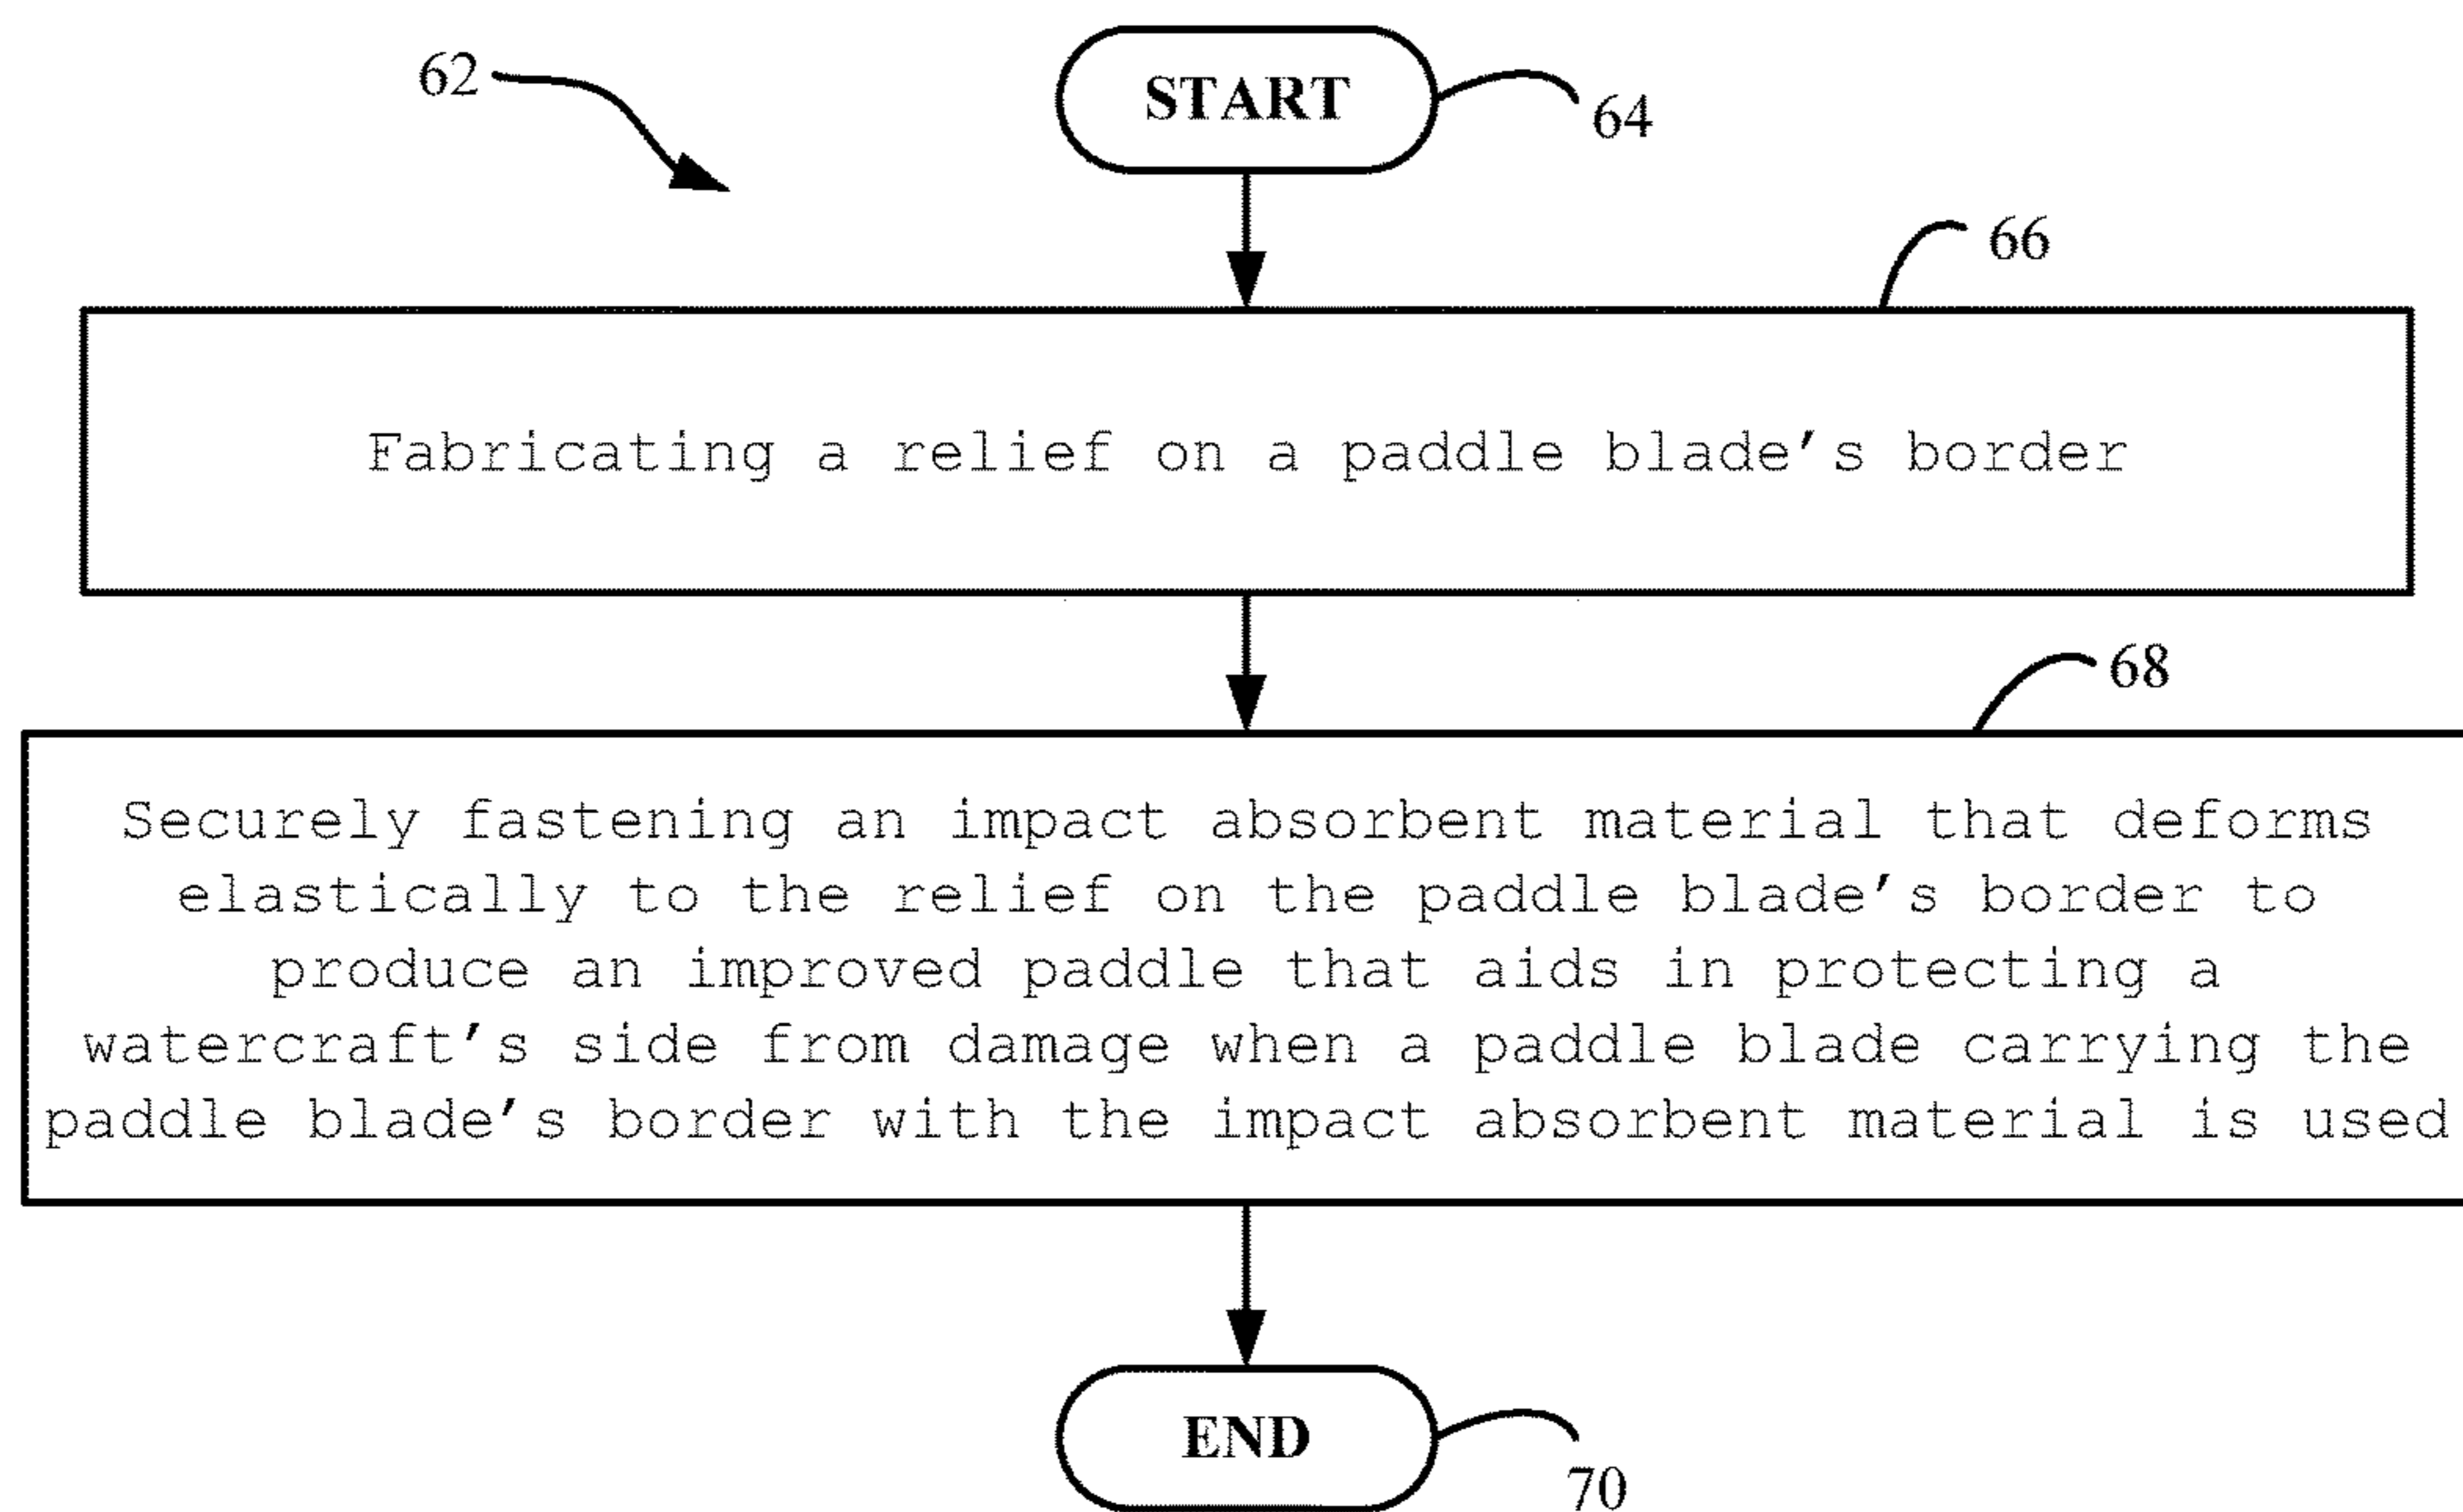 62
START
64
66
Fabricating a relief on a paddle blade's border
68
Securely fastening an impact absorbent material that deforms
elastically to the relief on the paddle blade's border to
produce an improved paddle that aids in protecting a
watercraft's side from damage when a paddle blade carrying the
paddle blade's border with the impact absorbent material is used
END
70